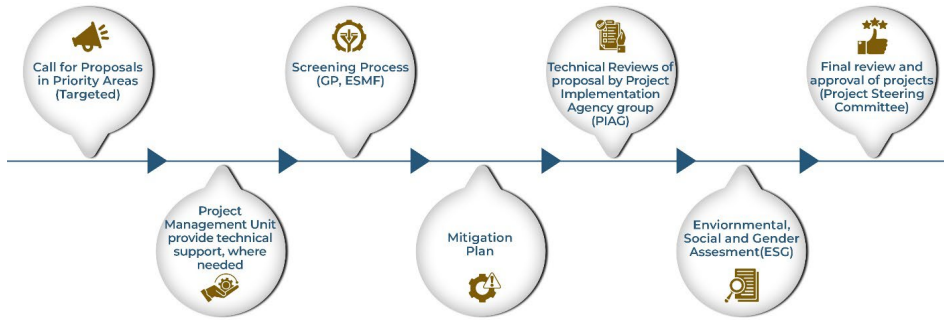 Call for Proposals
in Priority Areas
(Targeted)
Project
Management Unit
provide technical
support, where
needed
Screening Process
(GP, ESMF)
Mitigation
Plan
Technical Reviews of
proposal by Project
Implementation
Agency group
(PIAG)
Enviornmental,
Social and Gender
Assesment(ESG)
Final review and
approval of projects
(Project Steering
Committee)